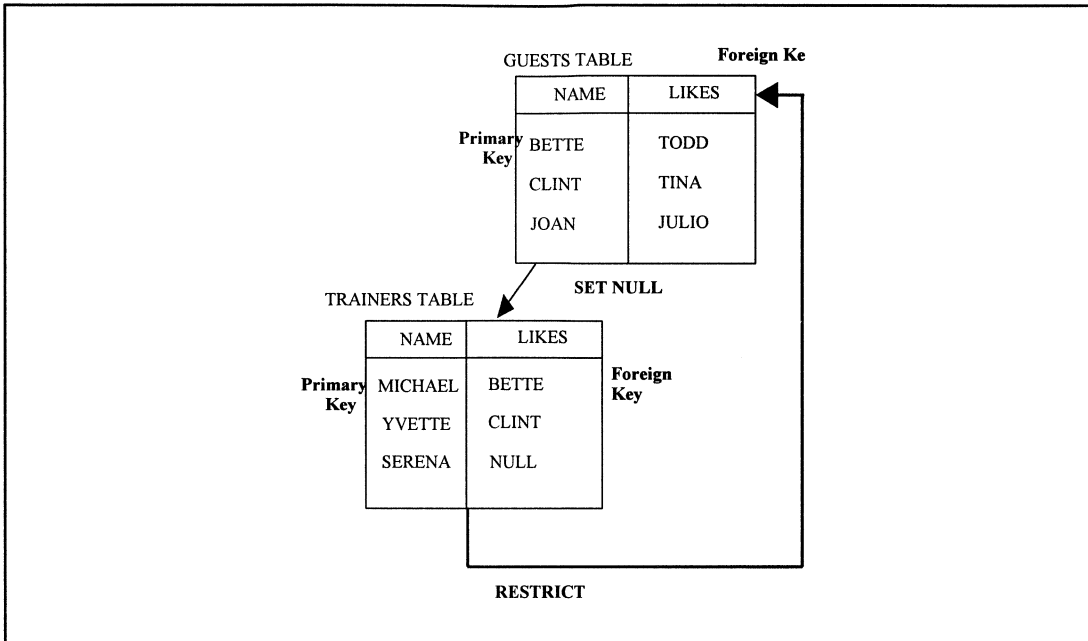 GUESTS TABLE
Foreign Ke
NAME LIKES
Primary
Key
BETTE TODD
CLINT TINA
JOAN JULIO
SET NULL
TRAINERS TABLE
NAME LIKES
Primary
Key
MICHAEL BETTE
YVETTE CLINT
SERENA NULL
Foreign
Key
RESTRICT